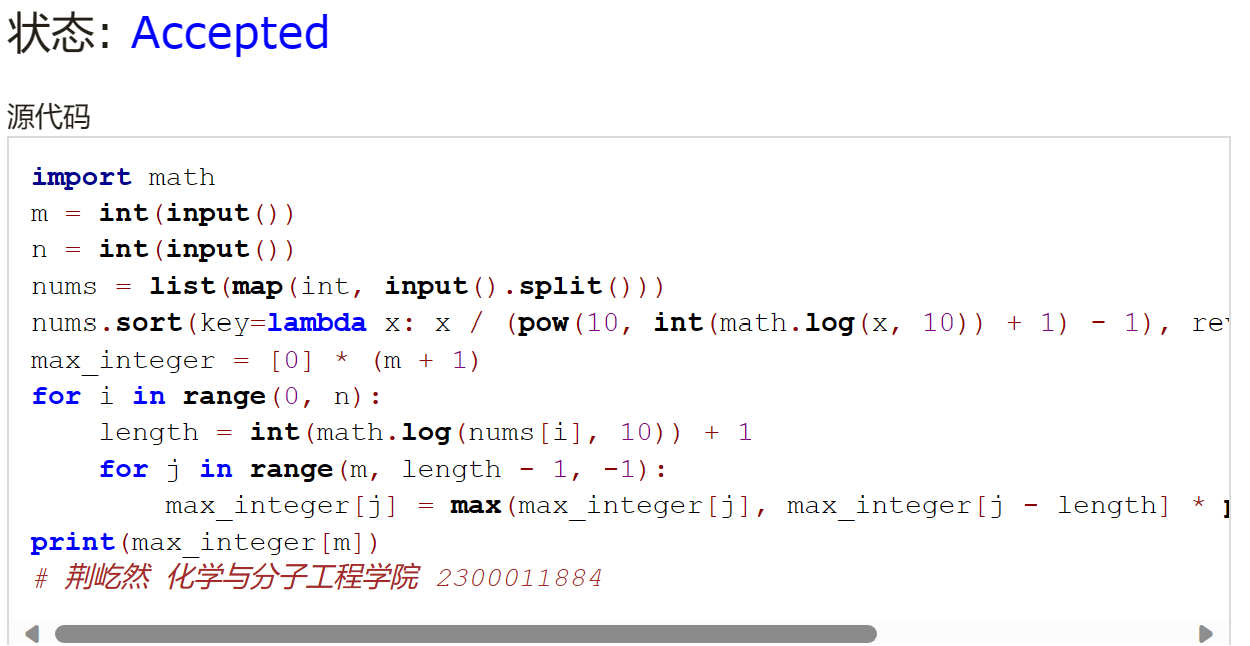 状态: Accepted
源代码
import math
m = int(input())
n = int(input())
nums = list(map(int, input().split()))
nums.sort(key=lambda x: x / (pow(10, int(math.log(x, 10)) + 1) - 1),
max_integer = [0] * (m + 1)
for i in range(0, n):
    length = int(math.log(nums[i], 10)) + 1
    for j in range(m, length - 1, -1):
        max_integer[j] = max(max_integer[j], max_integer[j - length] *
print(max_integer[m])
# 荆屹然 化学与分子工程学院 2300011884